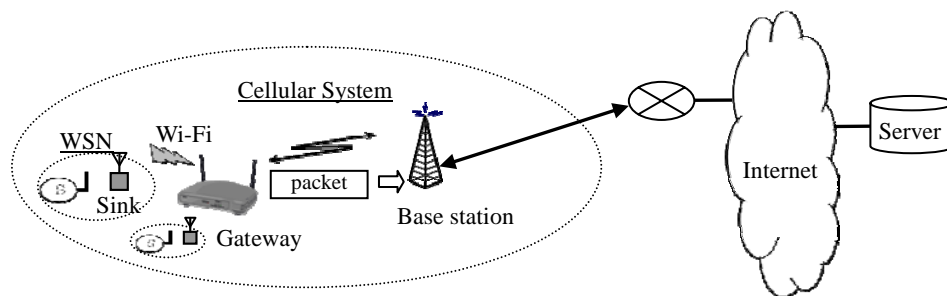 Cellular System
Wi-Fi
WSN
S
Sink
packet
S
Gateway
Base station
Internet
Server